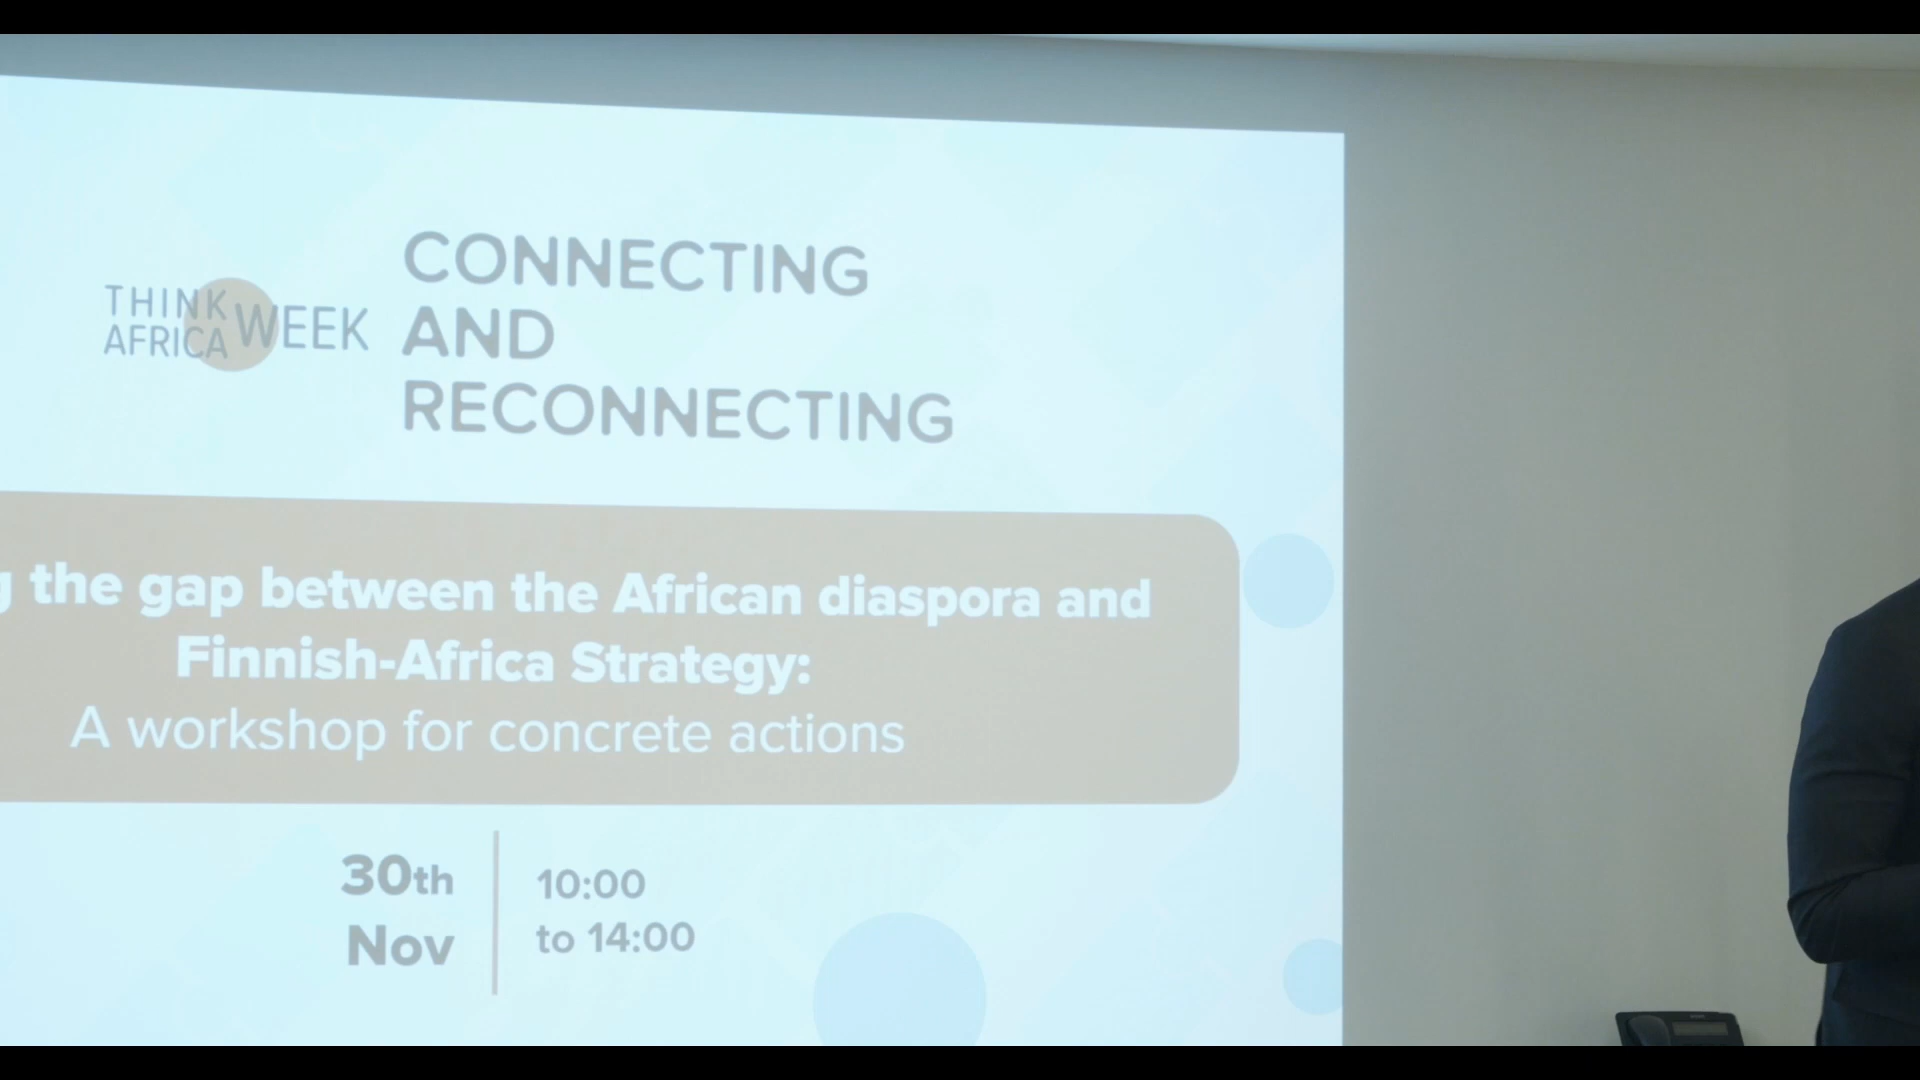 THINK
AFRICA
WEEK
CONNECTING
AND
RECONNECTING
the gap between the African diaspora and
Finnish-Africa Strategy:
A workshop for concrete actions
30th
Nov
10:00
to 14:00